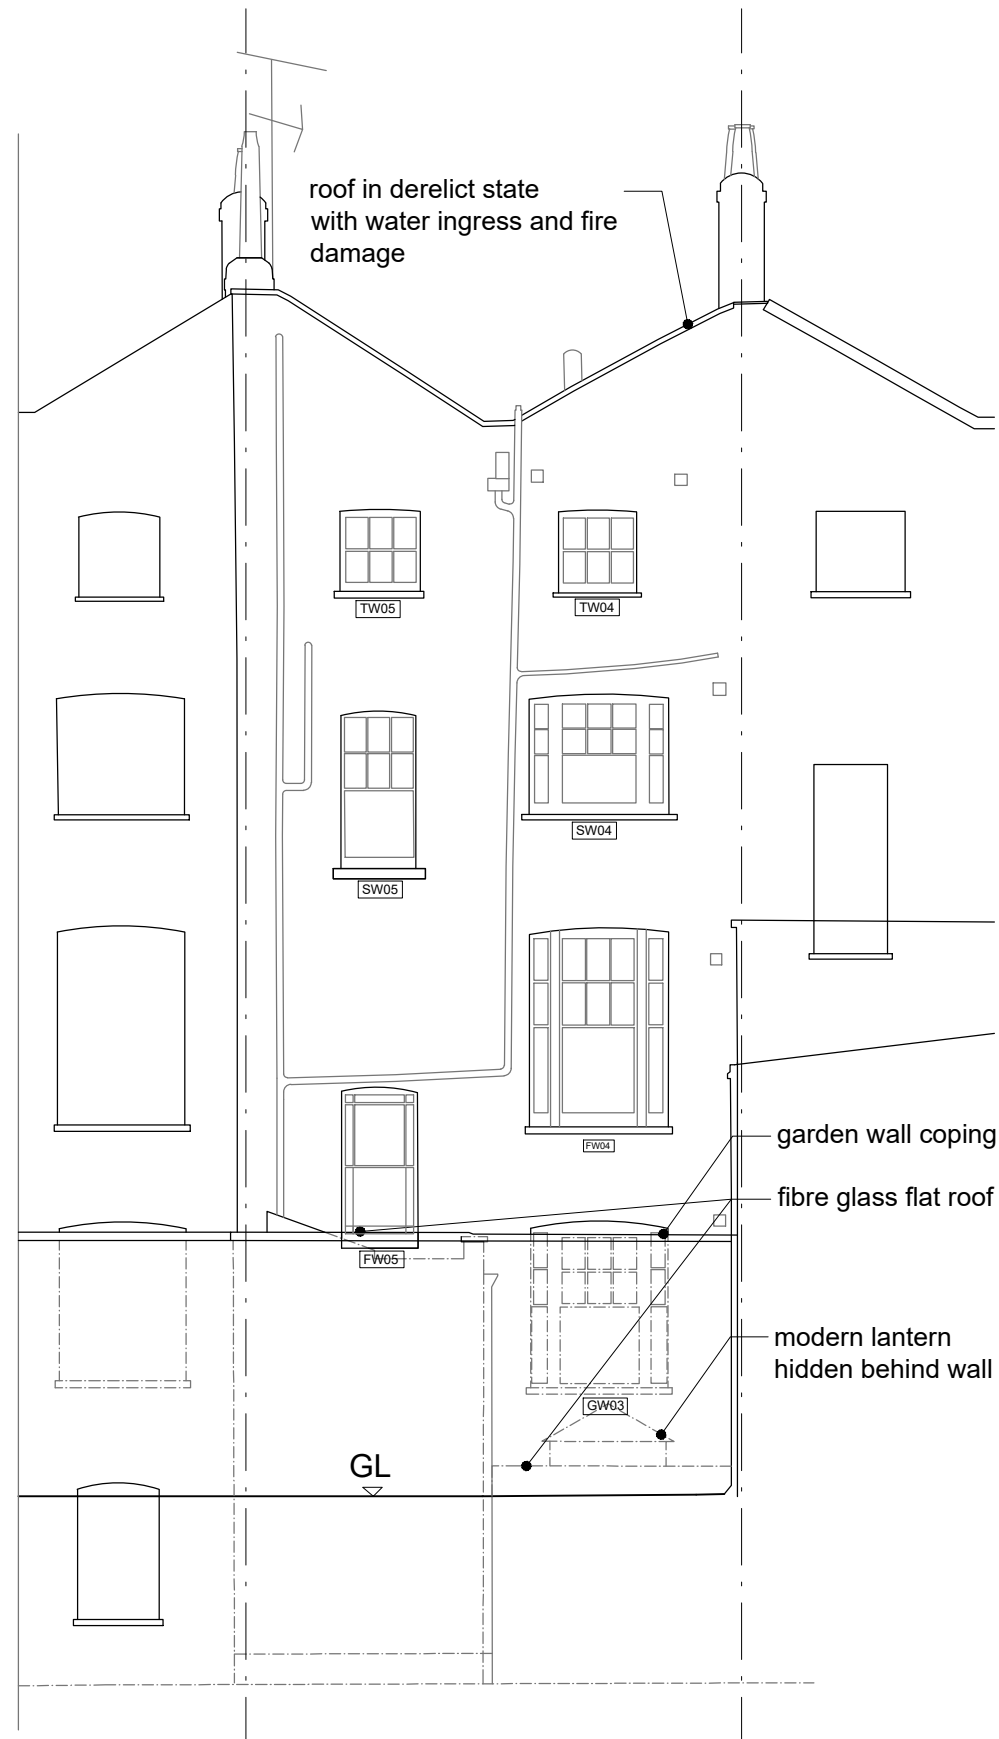 roof in derelict state
with water ingress and fire
damage
TW05
TW04
SW04
SW05
FW04
garden wall coping
fibre glass flat roof
FW05
modern lantern
hidden behind wall
GW03
GL